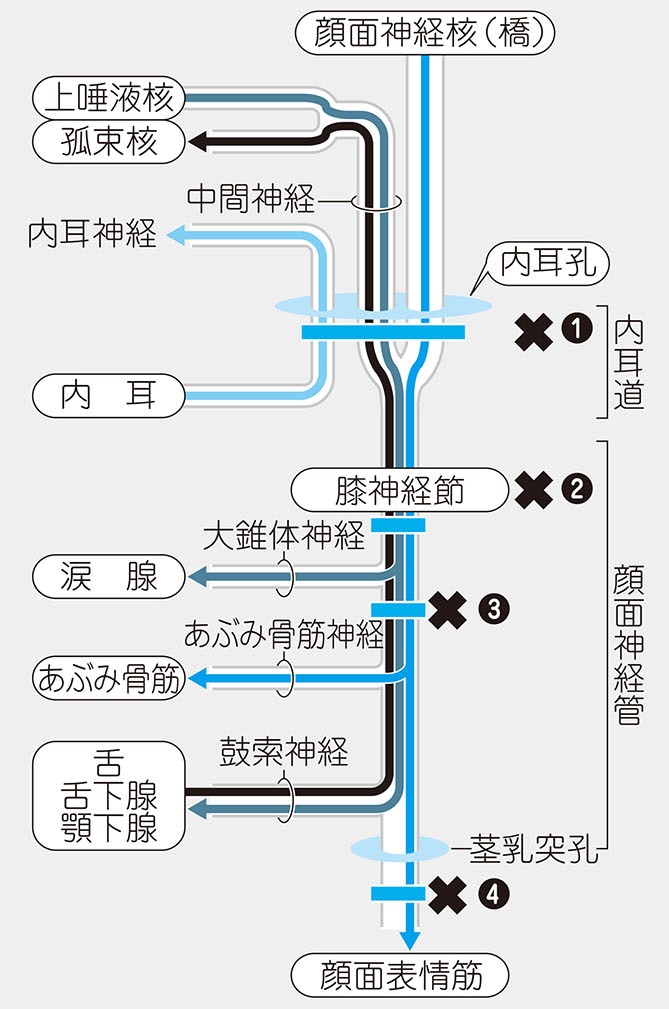 顔面神経核（橋）
上唾液核
孤束核
中間神経
内耳神経
内耳孔
❶
内耳道
内 耳
膝神経節
❷
大錐体神経
涙 腺
❸
顔面神経管
あぶみ骨筋神経
あぶみ骨筋
鼓索神経
舌
舌下腺
顎下腺
茎乳突孔
❹
顔面表情筋